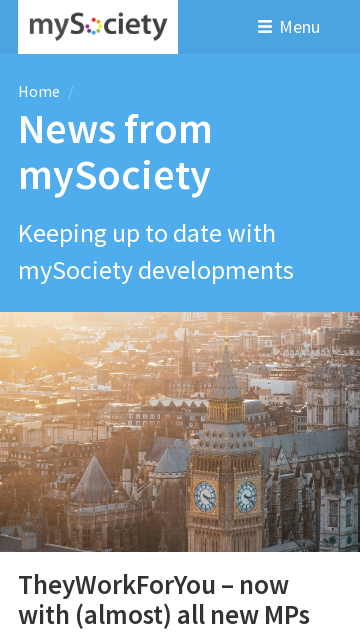 mySociety
Menu
Home /
News from
mySociety
Keeping up to date with
mySociety developments
TheyWorkForYou – now
with (almost) all new MPs